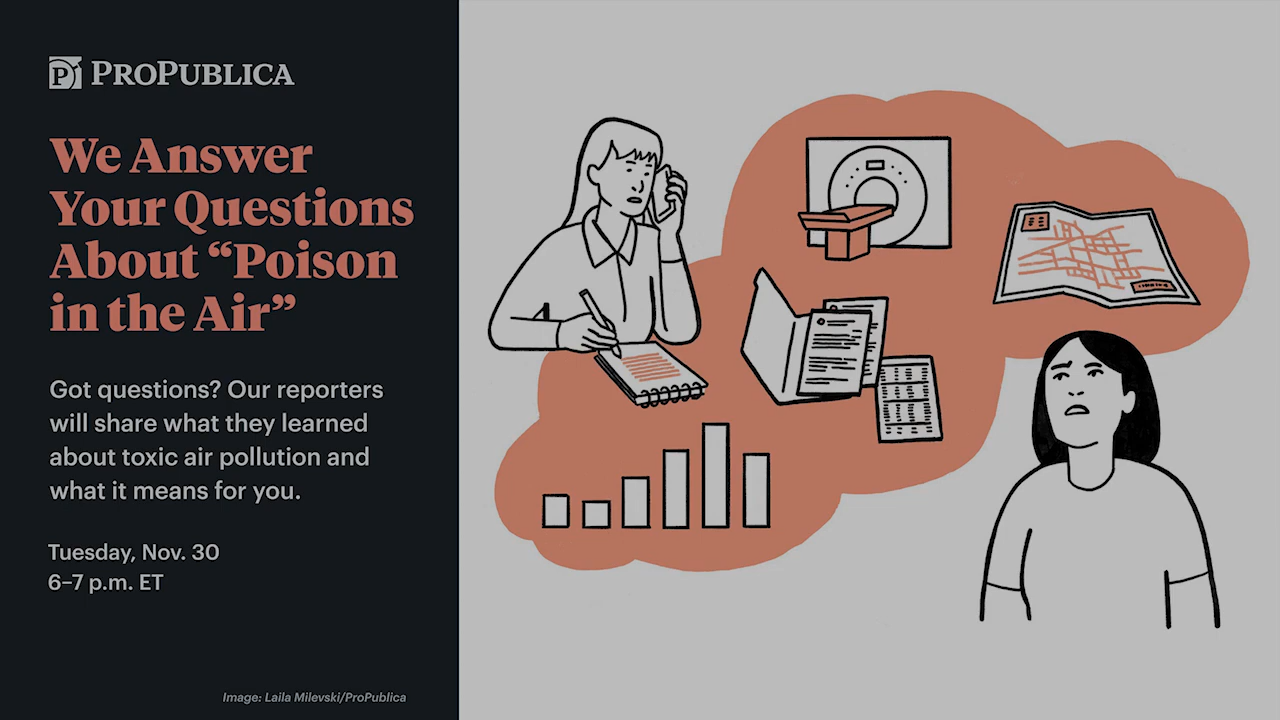 PROPUBLICA
We Answer
Your Questions
About “Poison
in the Air”
Got questions? Our reporters
will share what they learned
about toxic air pollution and
what it means for you.
Tuesday, Nov. 30
6–7 p.m. ET
Image: Laila Milevski/ProPublica